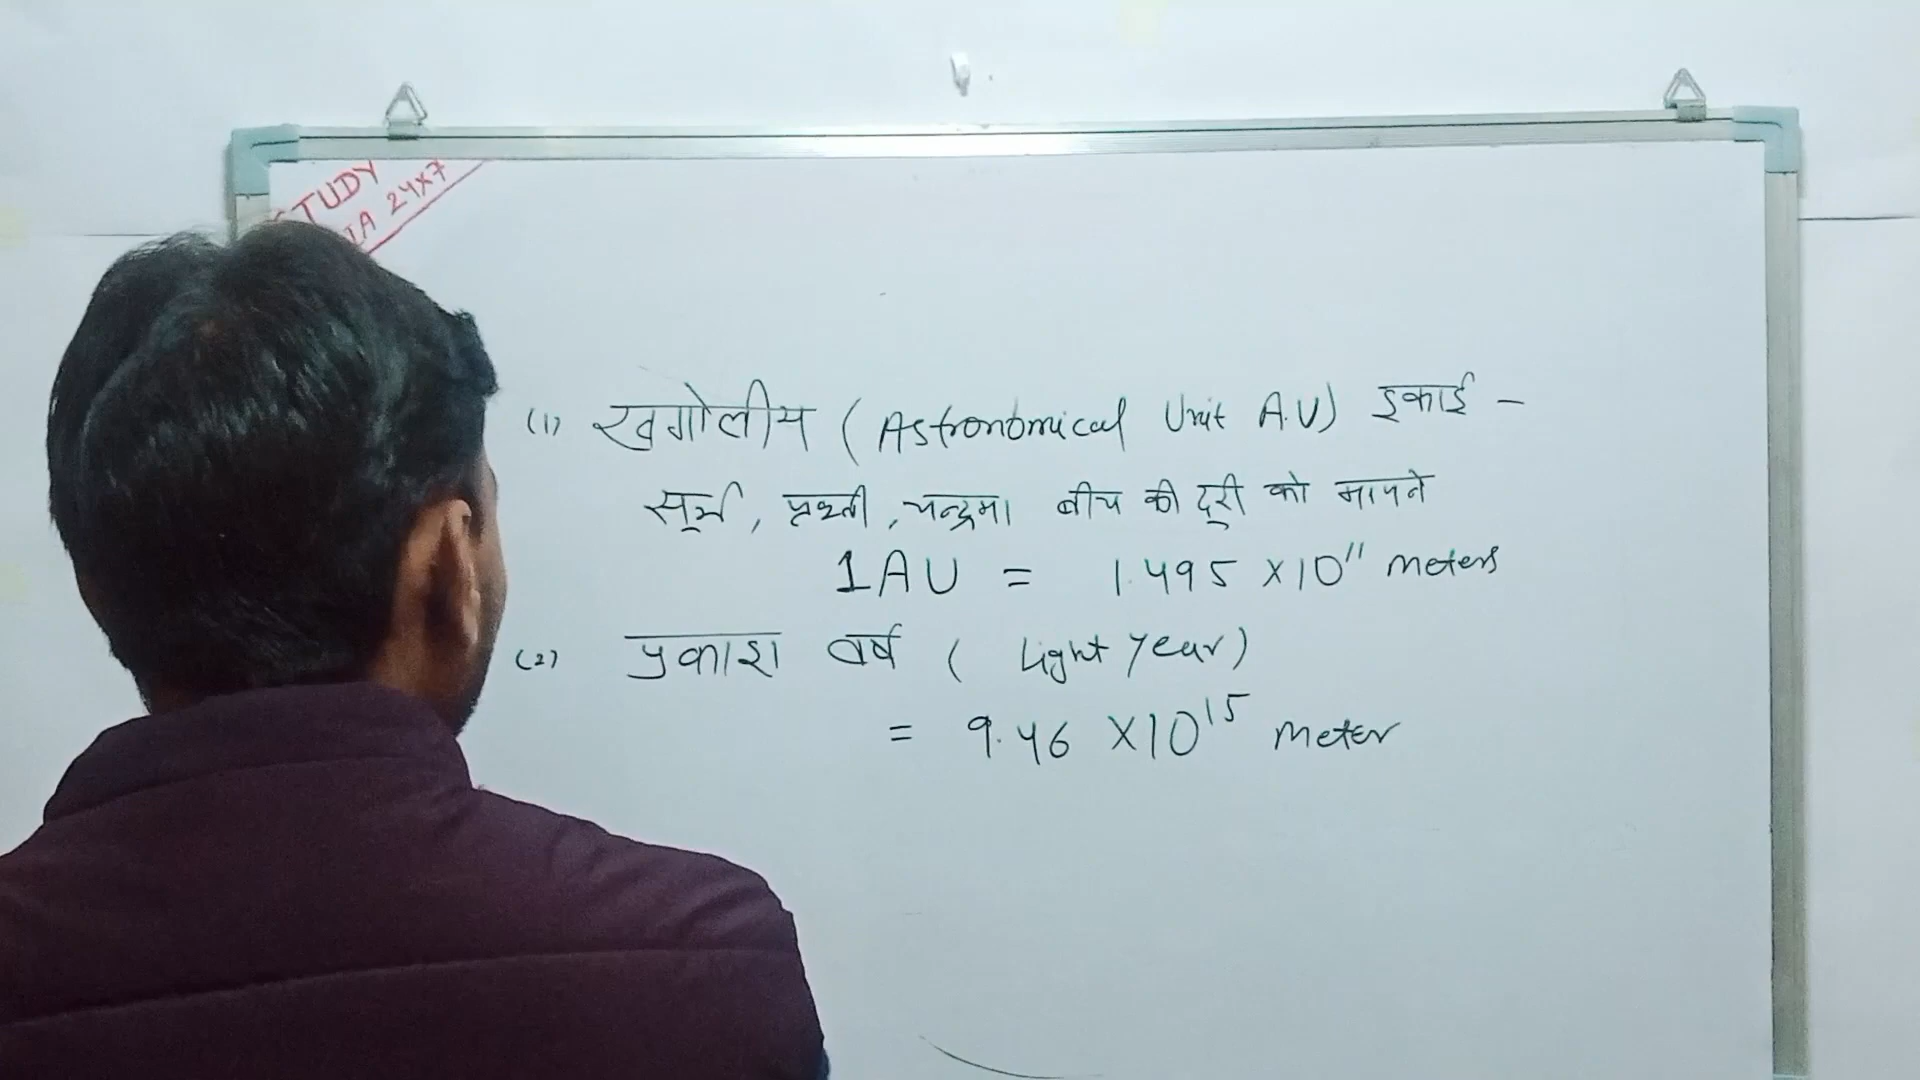 STUDY
IA 24X7
(1) खगोलीय ( Astronomical Unit A.U) इकाई -
सूर्य, पृथ्वी, चन्द्रमा बीच की दूरी को मापने
1AU = 1.495 X10¹¹ meters
(2) प्रकाश वर्ष ( Light year)
= 9.46 X10¹⁵ meter